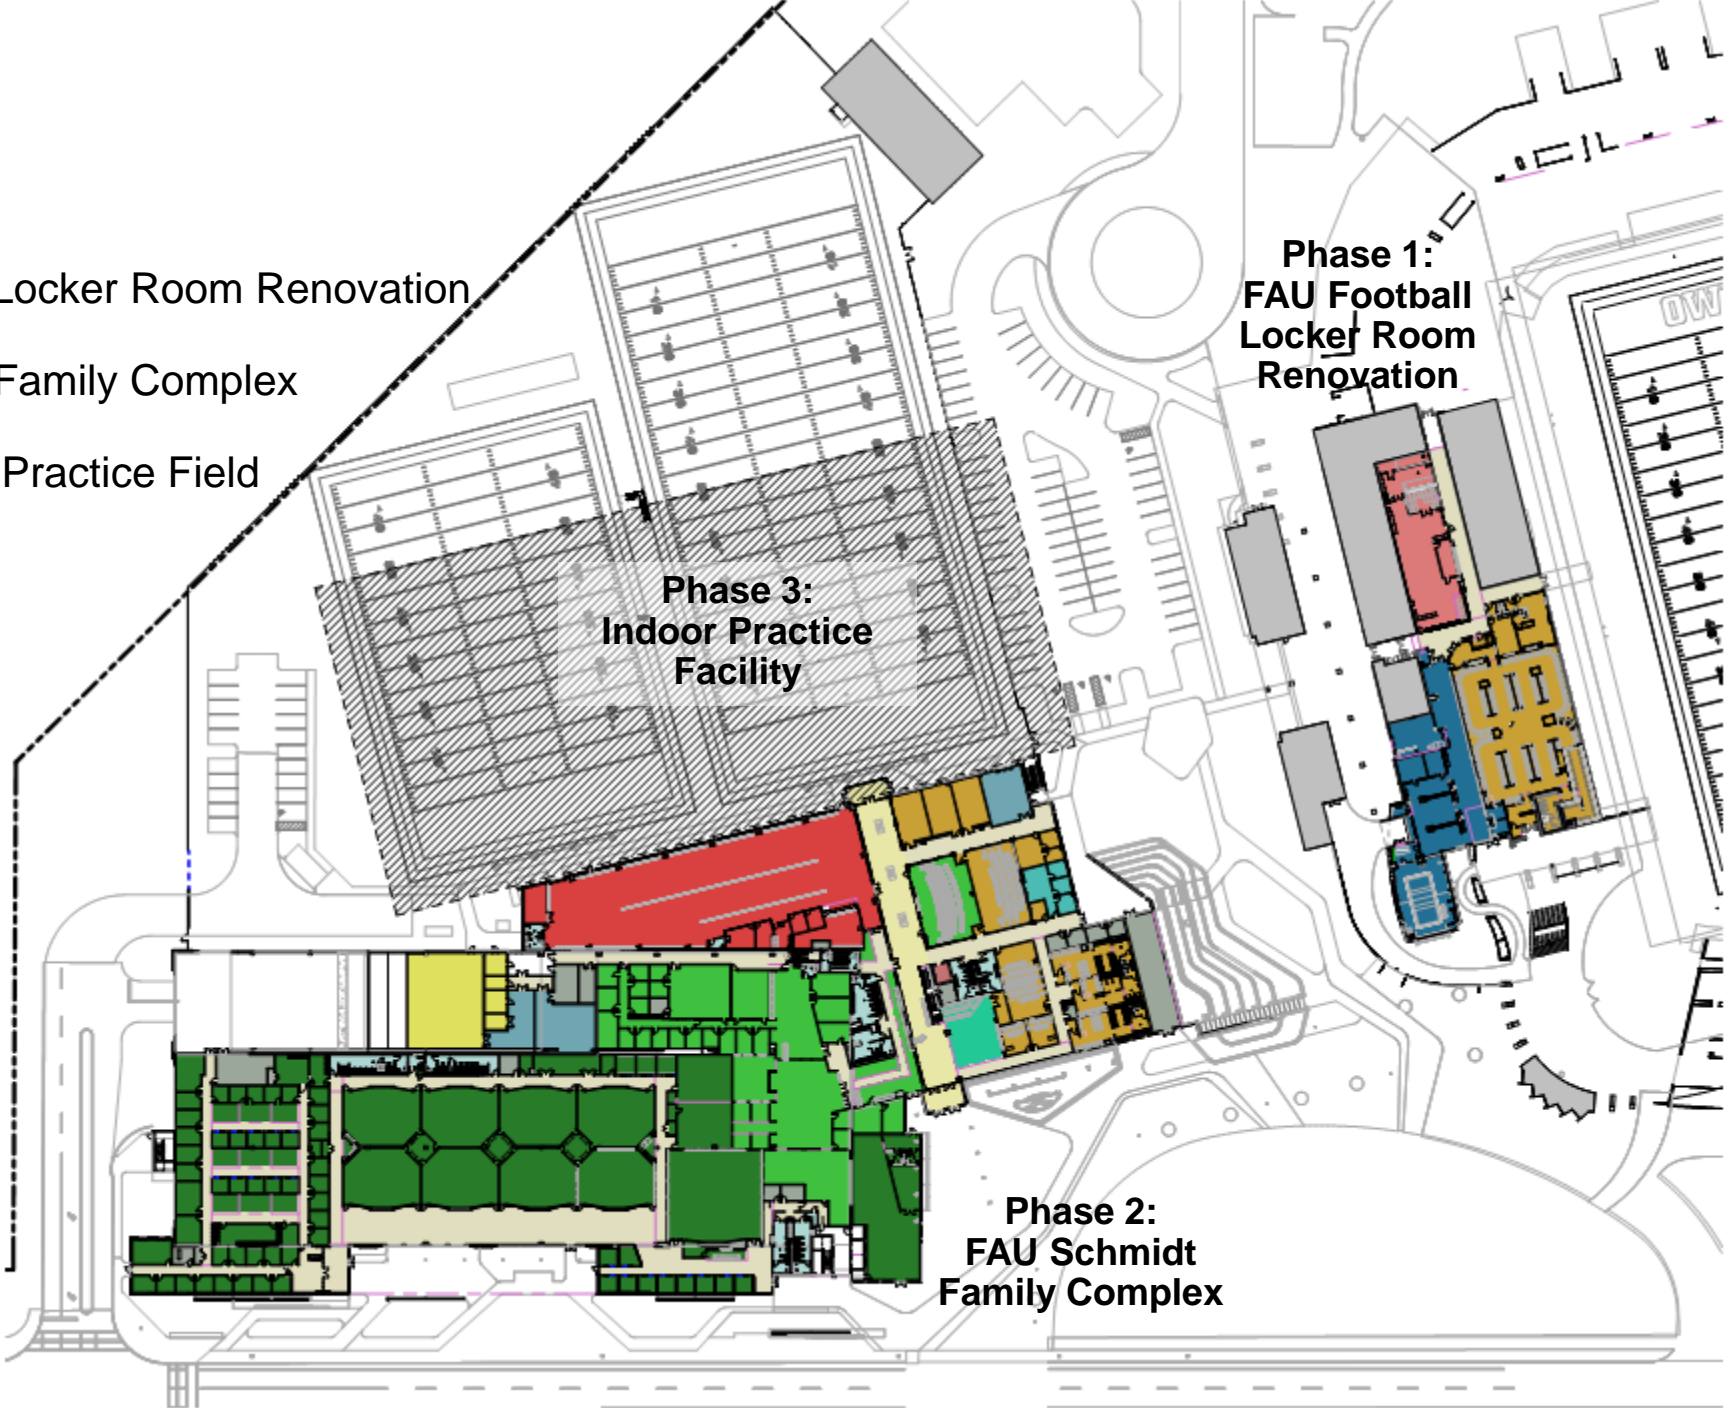 Locker Room Renovation
Family Complex
Practice Field
Phase 1:
FAU Football
Locker Room
Renovation
OW
Phase 3:
Indoor Practice
Facility
Phase 2:
FAU Schmidt
Family Complex